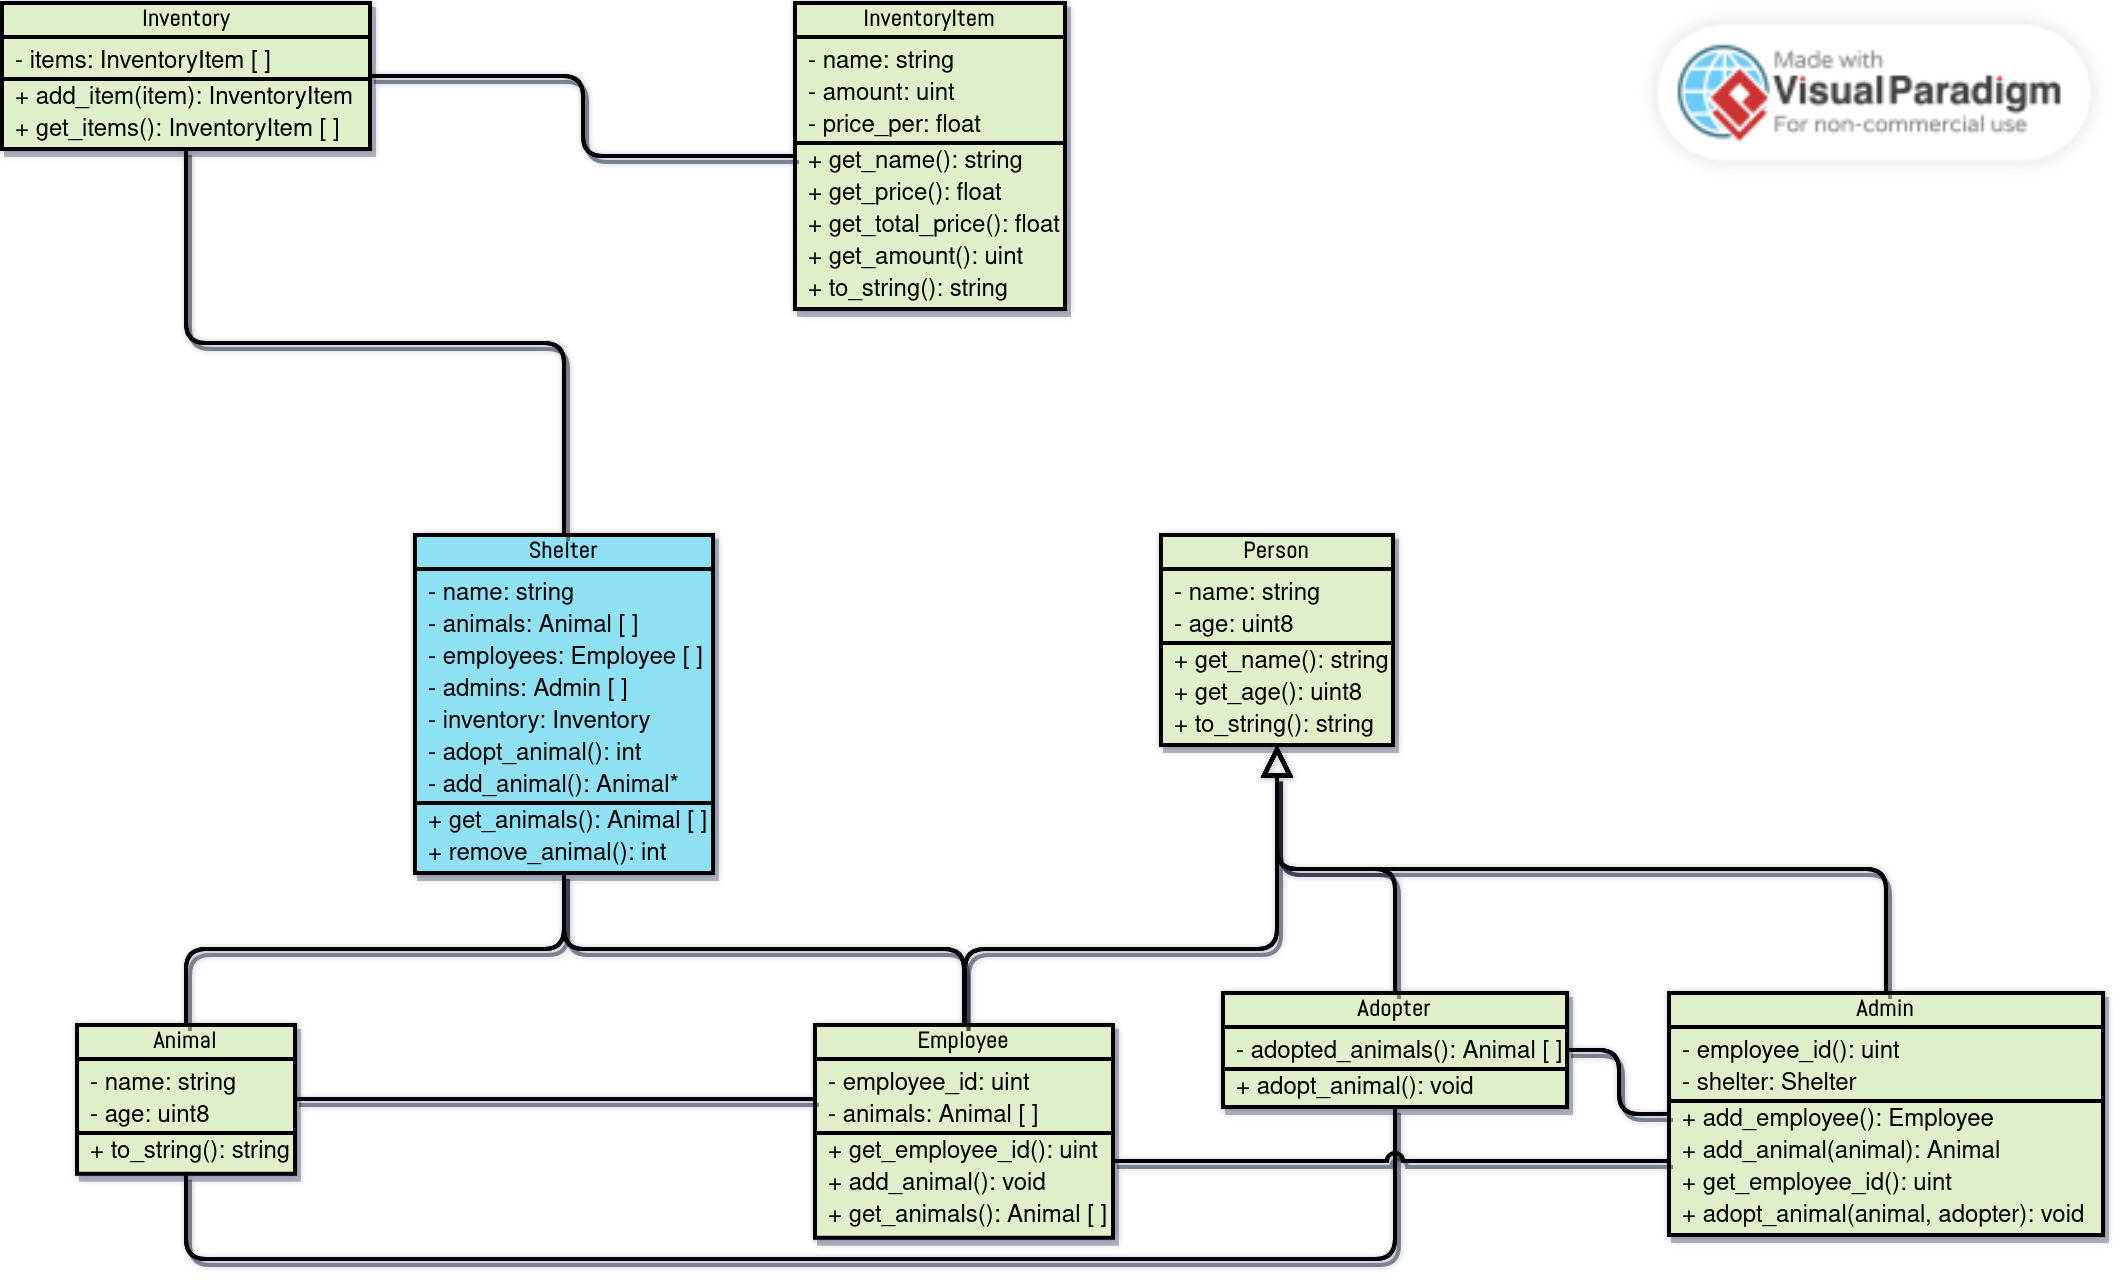 Inventory
- items: InventoryItem [ ]
+ add_item(item): InventoryItem
+ get_items(): InventoryItem [ ]
InventoryItem
- name: string
- amount: uint
- price_per: float
+ get_name(): string
+ get_price(): float
+ get_total_price(): float
+ get_amount(): uint
+ to_string(): string
Made with
Visual Paradigm
For non-commercial use
Shelter
- name: string
- animals: Animal [ ]
- employees: Employee [ ]
- admins: Admin [ ]
- inventory: Inventory
- adopt_animal(): int
- add_animal(): Animal*
+ get_animals(): Animal [ ]
+ remove_animal(): int
Person
- name: string
- age: uint8
+ get_name(): string
+ get_age(): uint8
+ to_string(): string
Animal
- name: string
- age: uint8
+ to_string(): string
Employee
- employee_id: uint
- animals: Animal [ ]
+ get_employee_id(): uint
+ add_animal(): void
+ get_animals(): Animal [ ]
Adopter
- adopted_animals(): Animal [ ]
+ adopt_animal(): void
Admin
- employee_id(): uint
- shelter: Shelter
+ add_employee(): Employee
+ add_animal(animal): Animal
+ get_employee_id(): uint
+ adopt_animal(animal, adopter): void